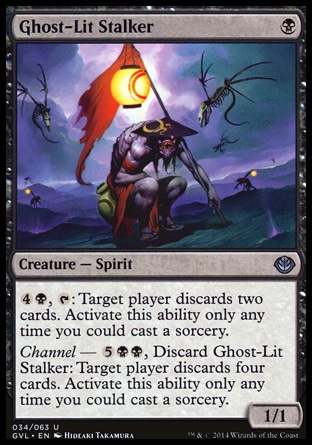 Ghost-Lit Stalker
Creature — Spirit
4, : Target player discards two
cards. Activate this ability only any
time you could cast a sorcery.
Channel — 5, Discard Ghost-Lit
Stalker: Target player discards four
cards. Activate this ability only any
time you could cast a sorcery.
1/1
034/063 U
GVL • EN HIDEAKI TAKAMURA
™ & © 2014 Wizards of the Coast